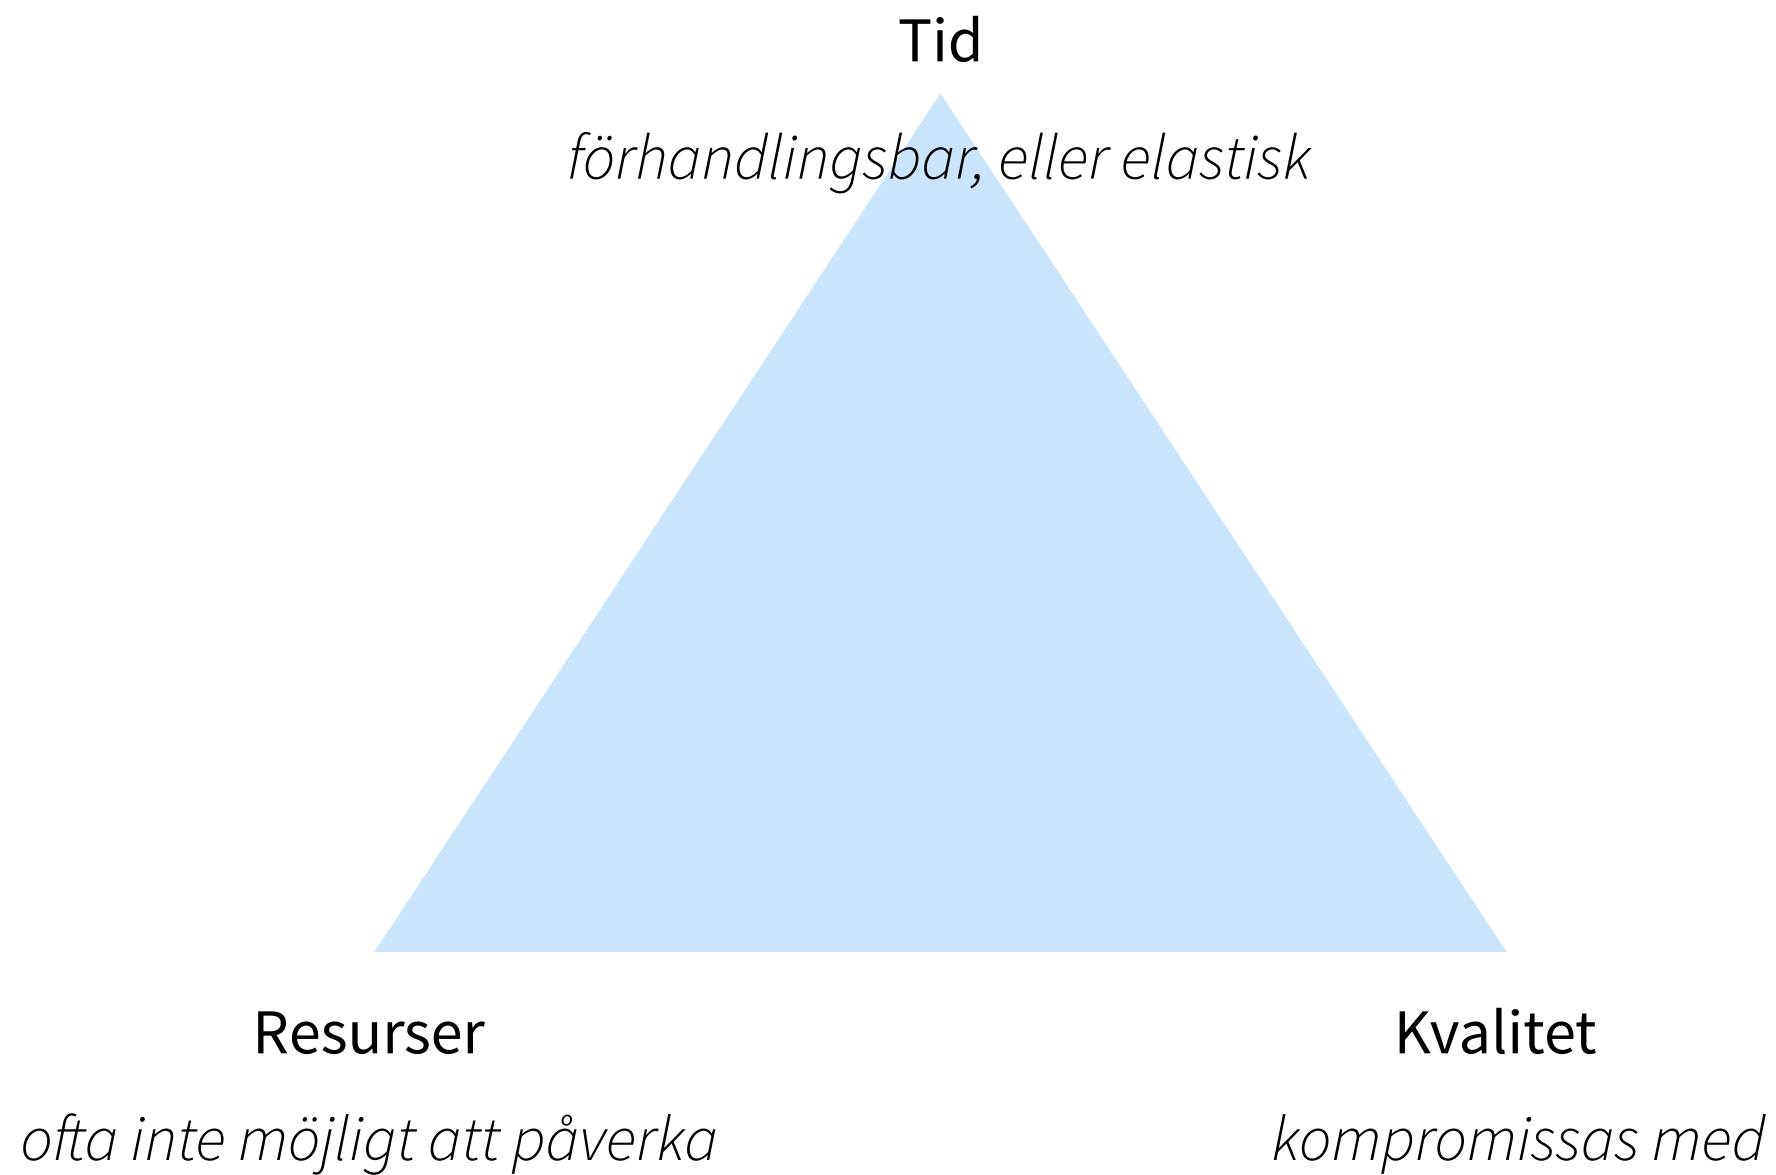 Tid
förhandlingsbar, eller elastisk
Resurser
Kvalitet
ofta inte möjligt att påverka
kompromissas med